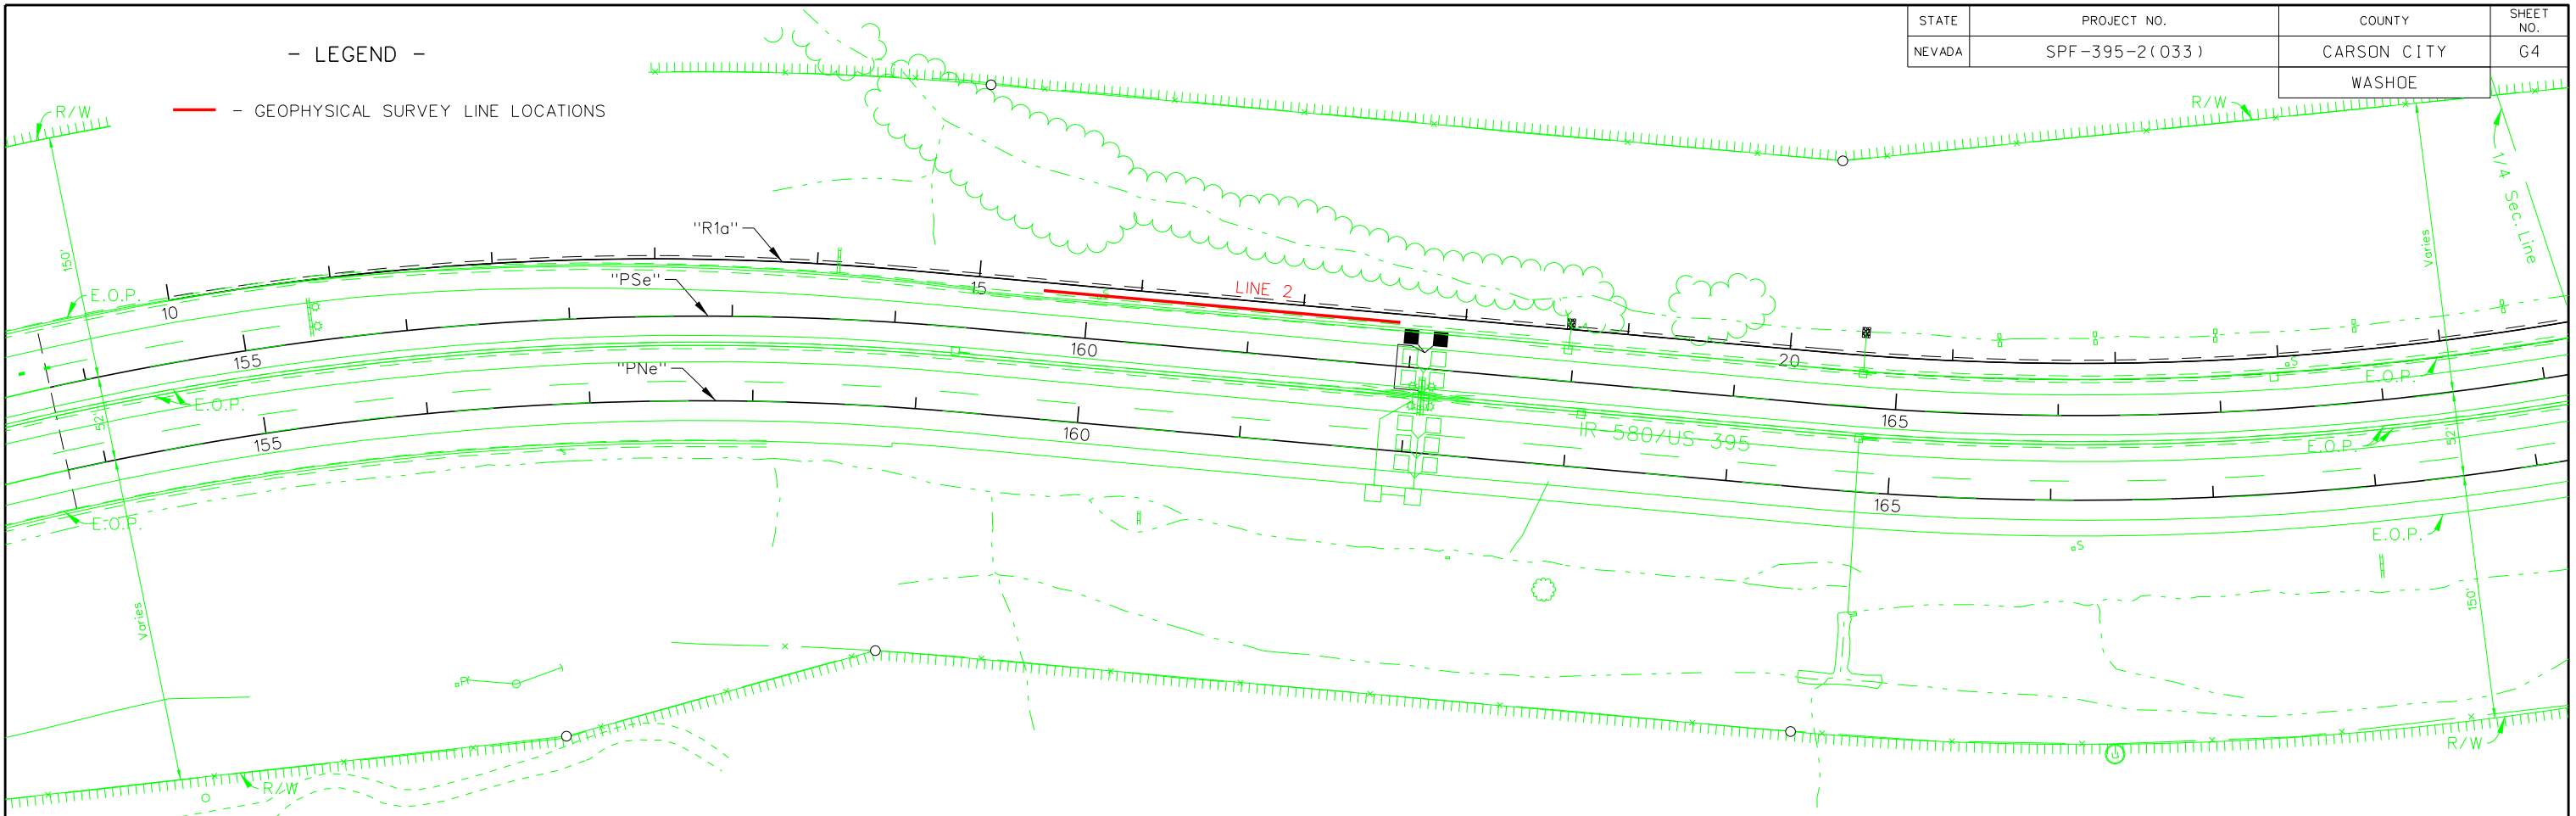 STATE
PROJECT NO.
COUNTY
SHEET
NO.
NEVADA
SPF-395-2(033)
CARSON CITY
G4
WASHOE
- LEGEND -
- GEOPHYSICAL SURVEY LINE LOCATIONS
R/W
R/W
1/4 Sec. Line
150'
Varies
"R1a"
"PSe"
"PNe"
E.O.P.
10
15
LINE 2
20
S
155
160
165
E.O.P.
E.O.P.
52'
155
160
165
IR 580/US 395
S
E.O.P.
52'
E.O.P.
E.O.P.
S
S
Varies
150'
P
R/W
R/W